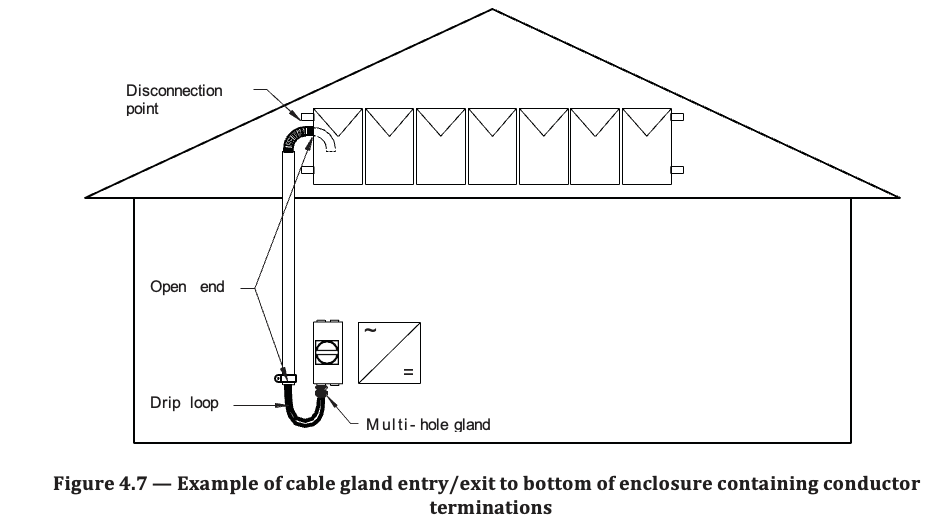 Disconnection
point
Open end
~
=
Drip loop
Multi-hole gland
Figure 4.7 — Example of cable gland entry/exit to bottom of enclosure containing conductor
terminations